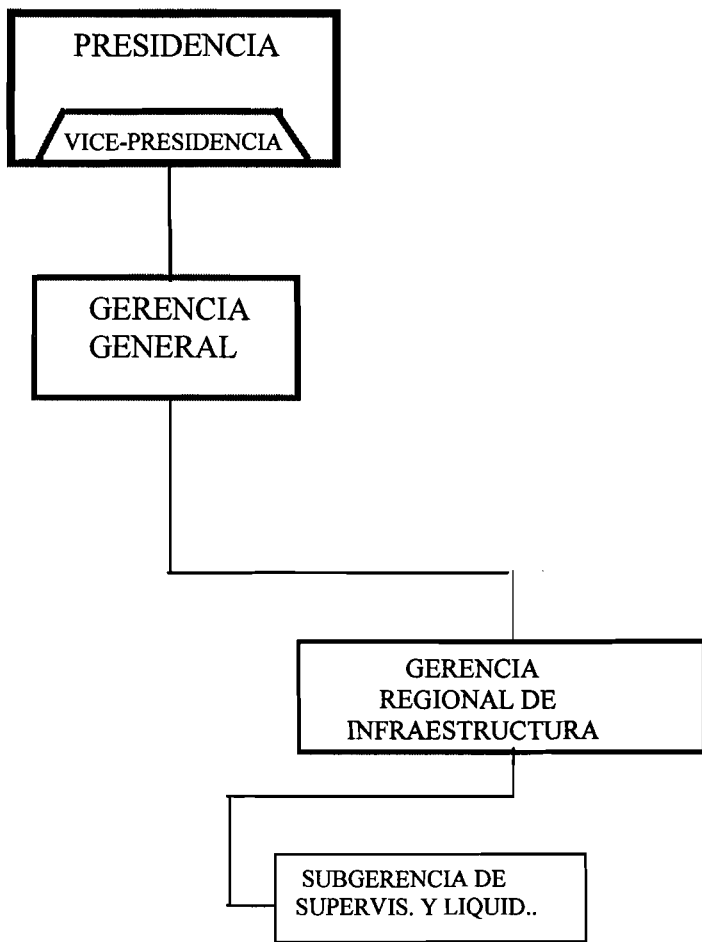 PRESIDENCIA
VICE-PRESIDENCIA
GERENCIA
GENERAL
GERENCIA
REGIONAL DE
INFRAESTRUCTURA
SUBGERENCIA DE
SUPERVIS. Y LIQUID..